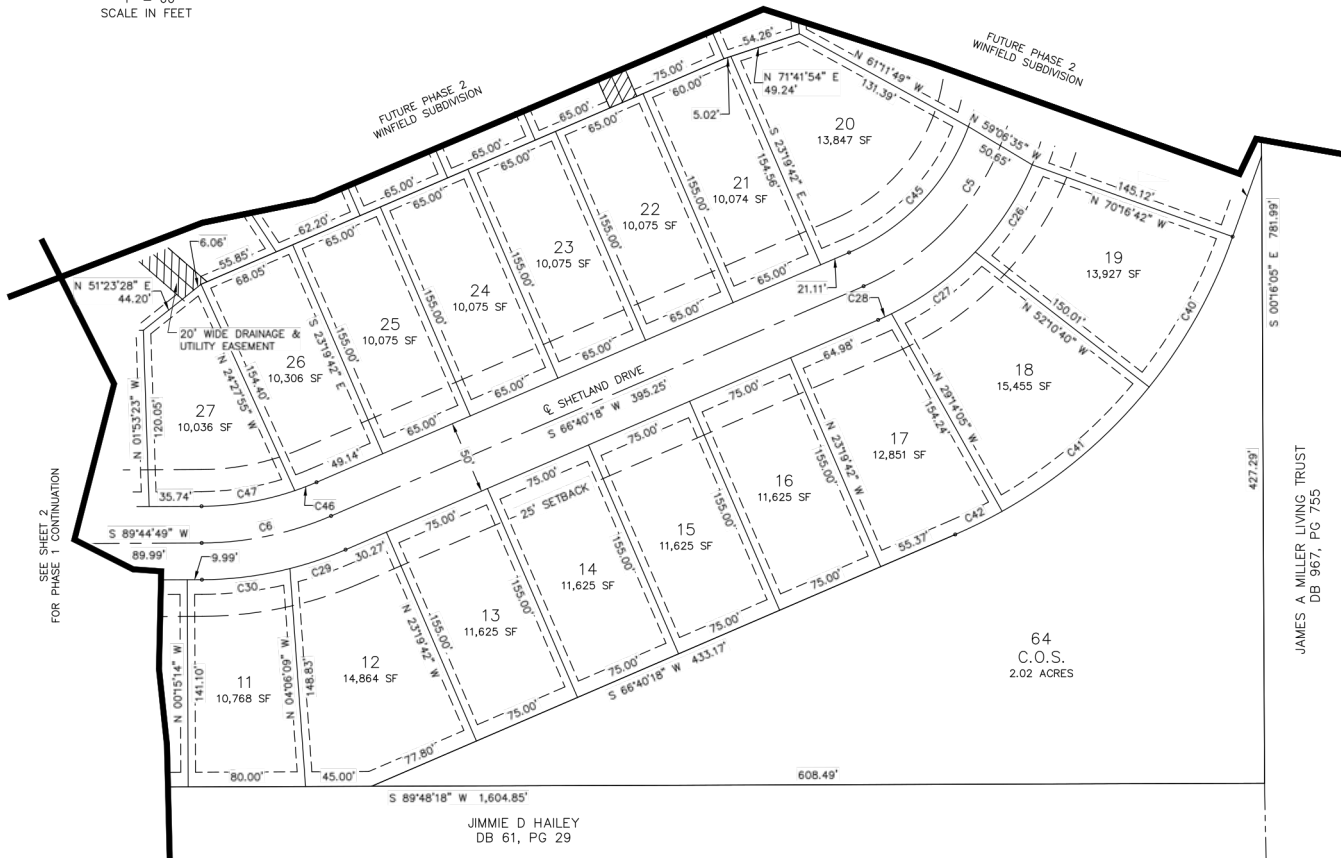 SCALE IN FEET
FUTURE PHASE 2
WINFIELD SUBDIVISION
FUTURE PHASE 2
WINFIELD SUBDIVISION
54.26'
75.00'
60.00'
5.02'
N 71°41'54" E
49.24'
N 61°11'49" W
131.39'
N 59°06'35" W
50.65'
145.12'
N 70°16'42" W
65.00'
65.00'
65.00'
65.00'
65.00'
65.00'
65.00'
65.00'
62.20'
55.85'
68.05'
6.06'
N 51°23'28" E
44.20'
20' WIDE DRAINAGE &
UTILITY EASEMENT
20
13,847 SF
S 23°19'42" E
154.56'
C45
C5
C26
21
10,074 SF
155.00'
22
10,075 SF
155.00'
23
10,075 SF
155.00'
24
10,075 SF
155.00'
25
10,075 SF
155.00'
S 23°19'42" E
26
10,306 SF
N 24°27'55" W
154.40'
27
10,036 SF
N 01°53'23" W
120.05'
19
13,927 SF
150.01'
N 52°10'40" W
C40
C27
C28
21.11'
65.00'
65.00'
65.00'
65.00'
65.00'
49.14'
C46
C47
35.74'
℄ SHETLAND DRIVE
S 66°40'18" W 395.25'
50'
C6
S 89°44'49" W
89.99'
9.99'
C30
C29
30.27'
75.00'
75.00'
75.00'
75.00'
64.98'
25' SETBACK
18
15,455 SF
N 29°14'05" W
154.24'
C41
17
12,851 SF
N 23°19'42" W
155.00'
C42
55.37'
16
11,625 SF
155.00'
75.00'
15
11,625 SF
155.00'
75.00'
14
11,625 SF
155.00'
75.00'
13
11,625 SF
N 23°19'42" W
75.00'
S 66°40'18" W 433.17'
12
14,864 SF
77.80'
45.00'
N 04°06'09" W
148.83'
11
10,768 SF
80.00'
N 00°15'14" W
141.10'
64
C.O.S.
2.02 ACRES
608.49'
S 89°48'18" W 1,604.85'
JIMMIE D HAILEY
DB 61, PG 29
S 00°16'05" E 781.99'
427.29'
JAMES A MILLER LIVING TRUST
DB 967, PG 755
SEE SHEET 2
FOR PHASE 1 CONTINUATION